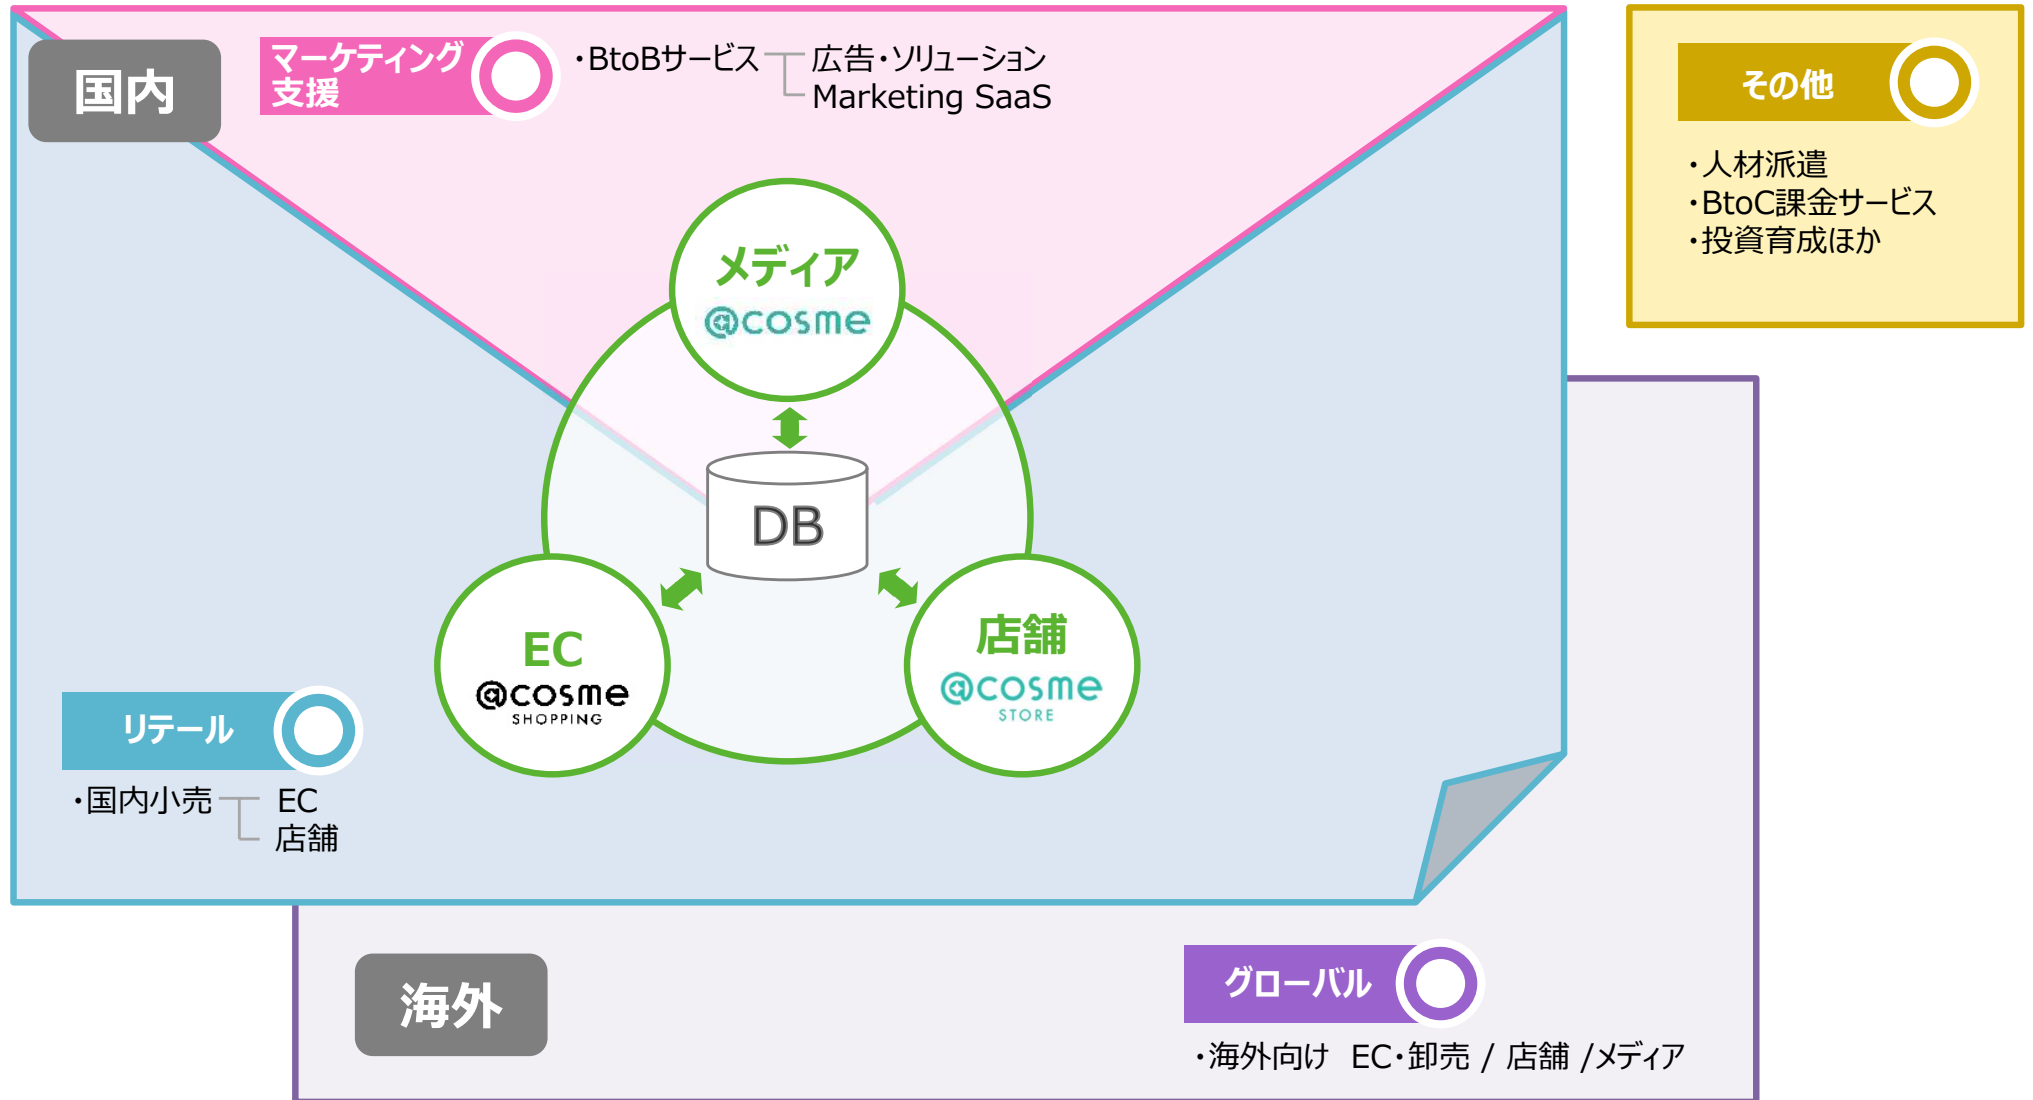 国内
マーケティング
支援
・BtoBサービス
広告・ソリューション
Marketing SaaS
その他
・人材派遣
・BtoC課金サービス
・投資育成ほか
メディア
@cosme
DB
EC
@cosme
SHOPPING
店舗
@cosme
STORE
リテール
・国内小売
EC
店舗
海外
グローバル
・海外向け EC・卸売 / 店舗 /メディア